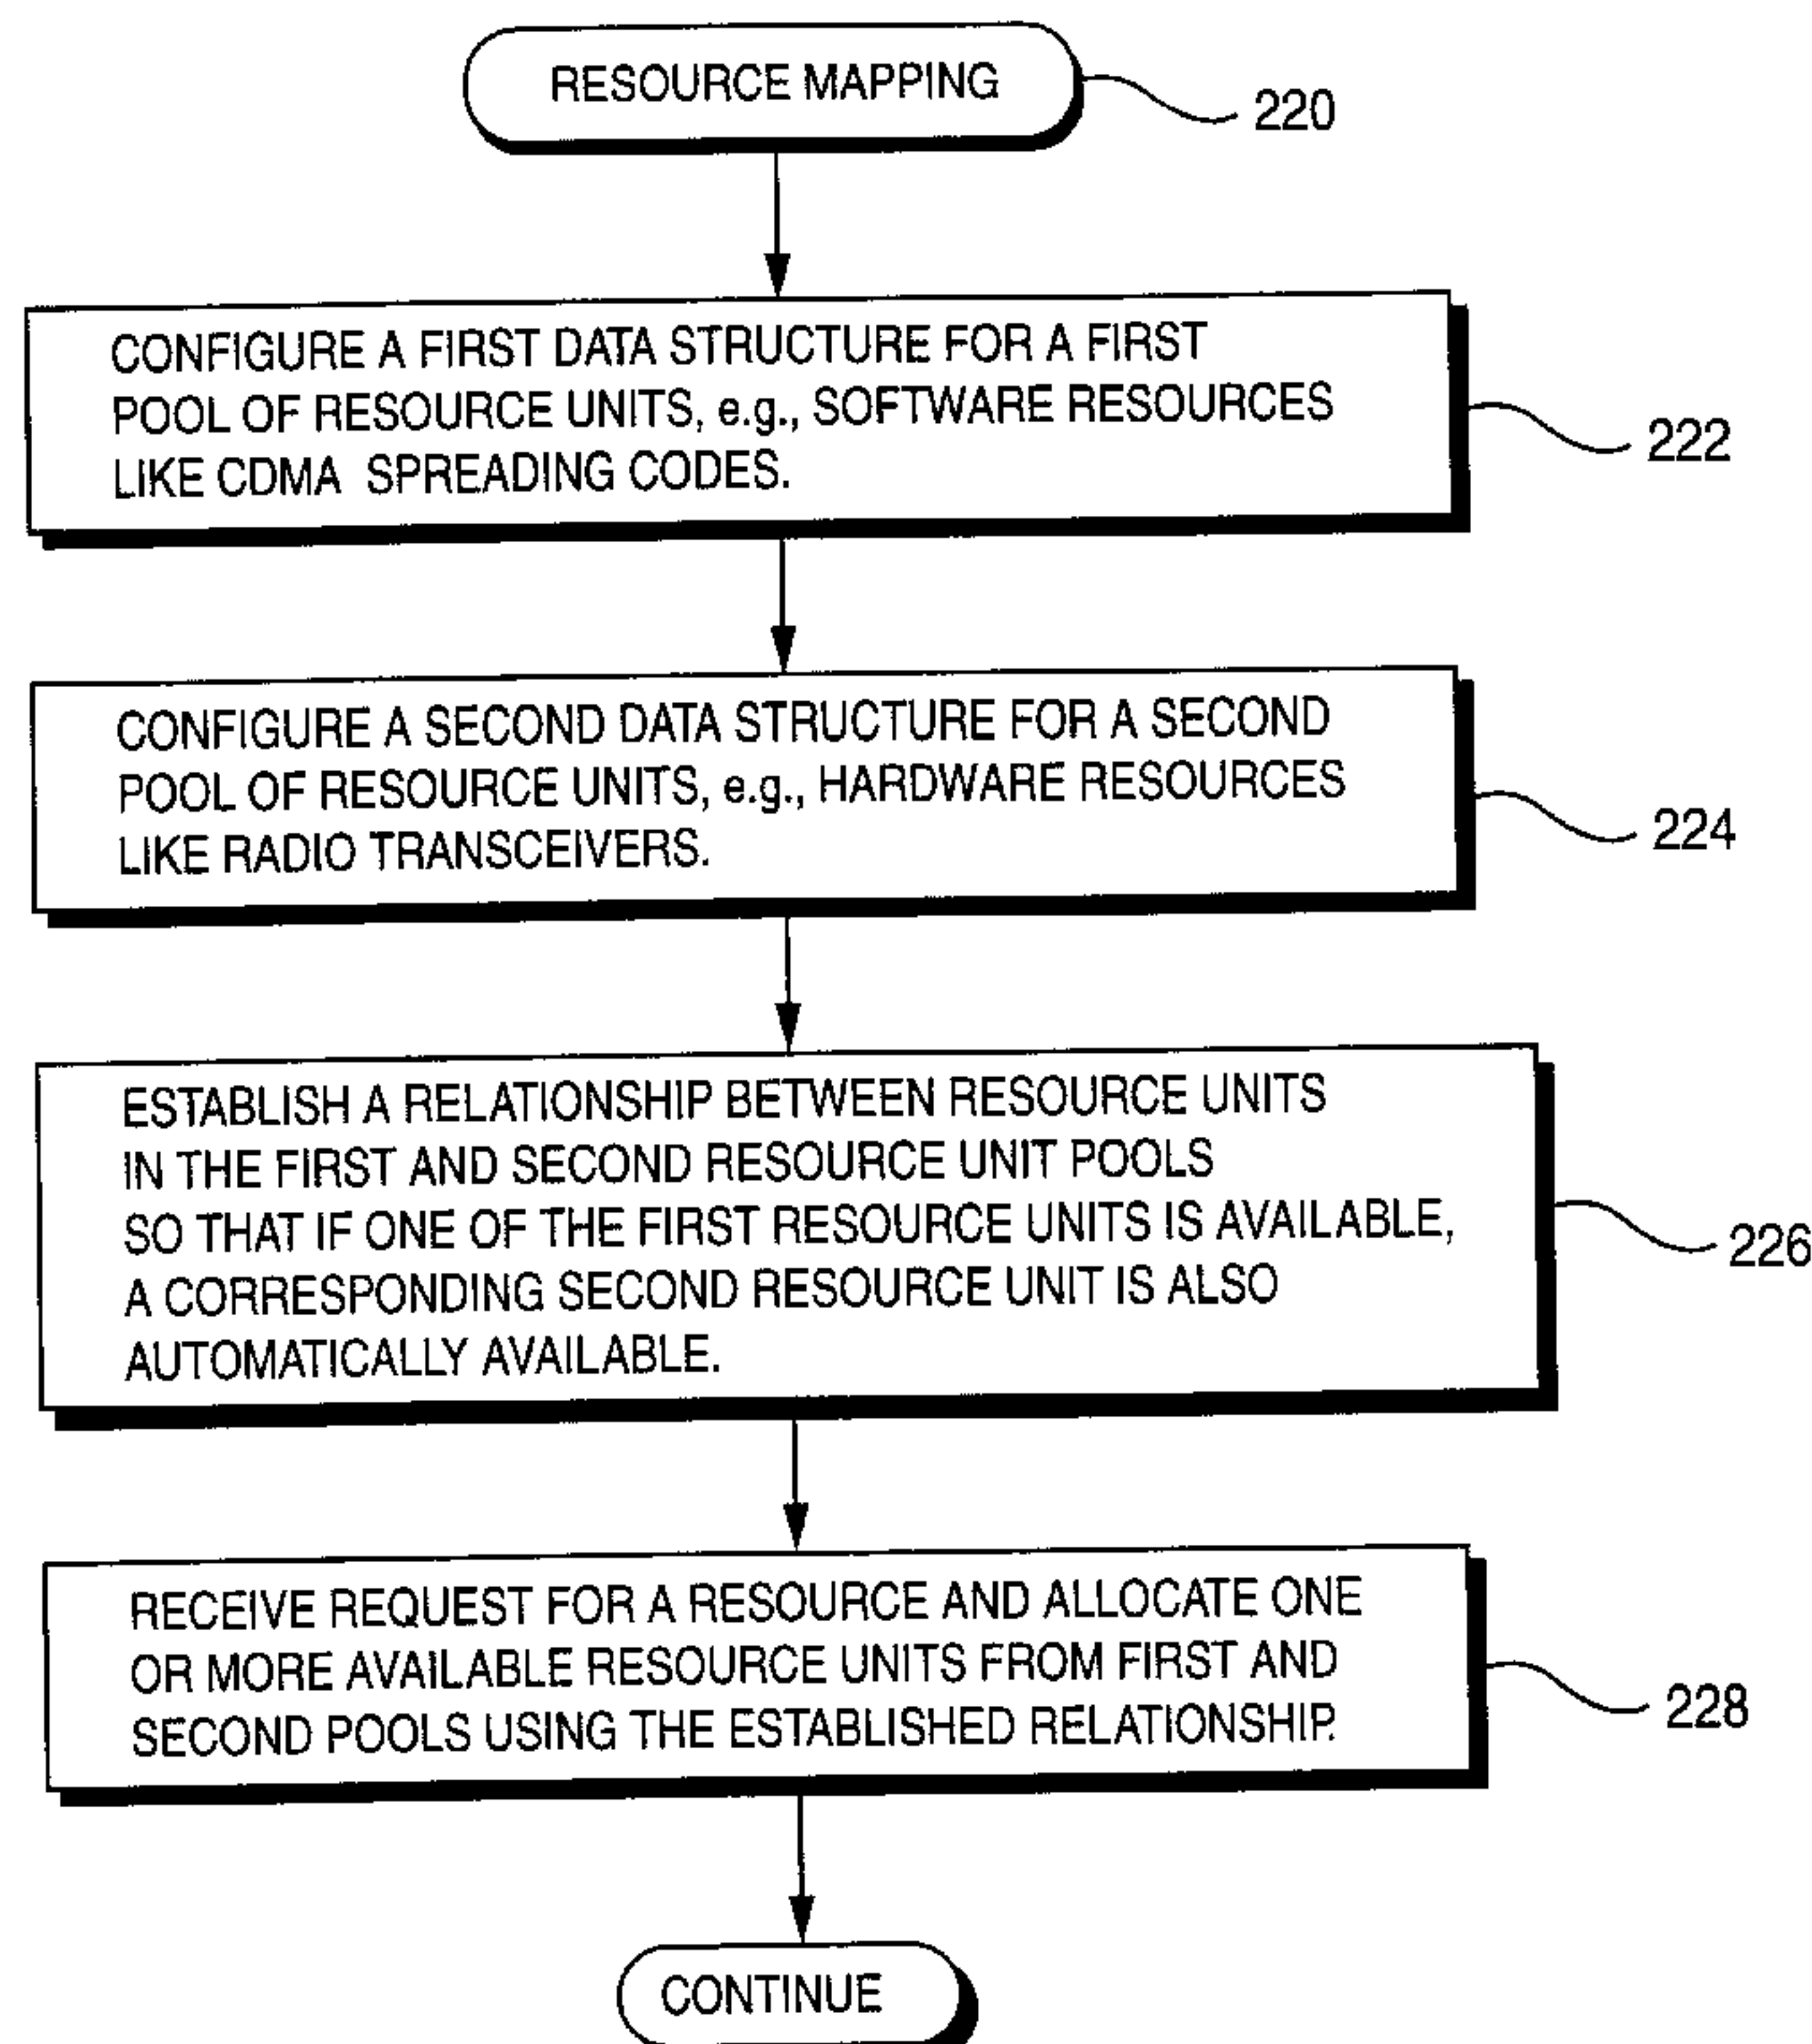 RESOURCE MAPPING
220
CONFIGURE A FIRST DATA STRUCTURE FOR A FIRST
POOL OF RESOURCE UNITS, e.g., SOFTWARE RESOURCES
LIKE CDMA SPREADING CODES.
222
CONFIGURE A SECOND DATA STRUCTURE FOR A SECOND
POOL OF RESOURCE UNITS, e.g., HARDWARE RESOURCES
LIKE RADIO TRANSCEIVERS.
224
ESTABLISH A RELATIONSHIP BETWEEN RESOURCE UNITS
IN THE FIRST AND SECOND RESOURCE UNIT POOLS
SO THAT IF ONE OF THE FIRST RESOURCE UNITS IS AVAILABLE,
A CORRESPONDING SECOND RESOURCE UNIT IS ALSO
AUTOMATICALLY AVAILABLE.
226
RECEIVE REQUEST FOR A RESOURCE AND ALLOCATE ONE
OR MORE AVAILABLE RESOURCE UNITS FROM FIRST AND
SECOND POOLS USING THE ESTABLISHED RELATIONSHIP.
228
CONTINUE